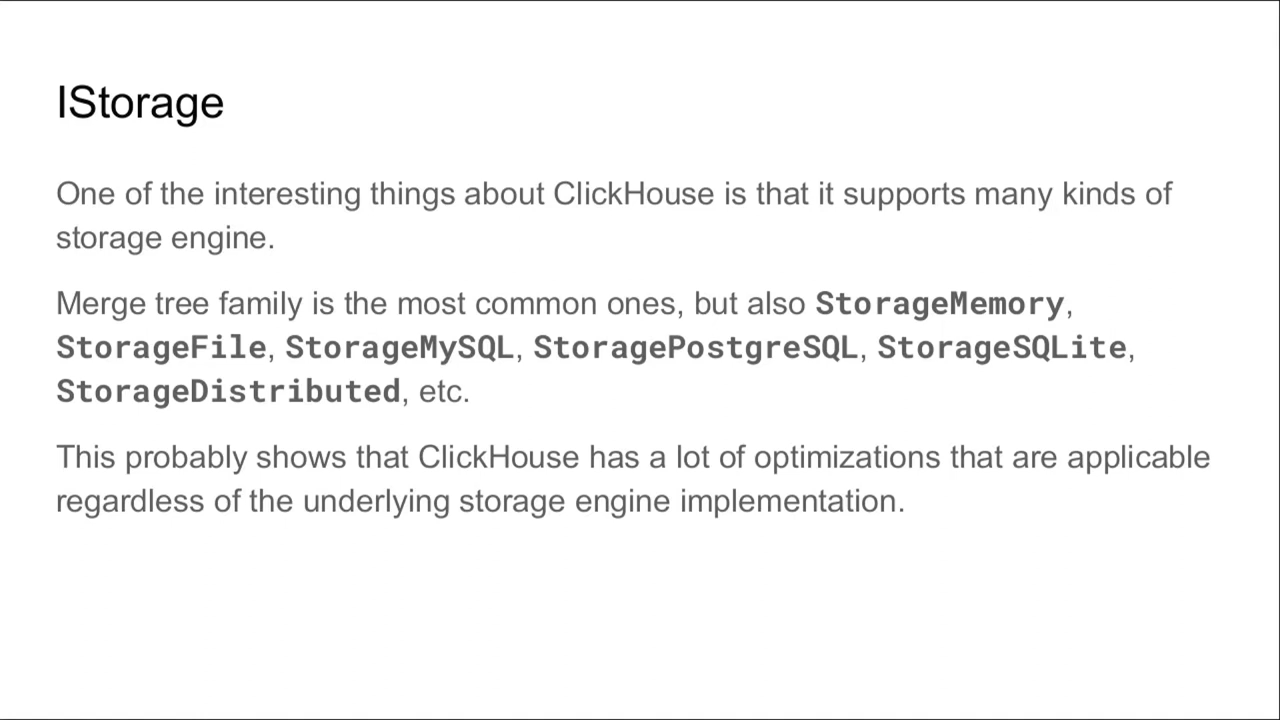 IStorage
One of the interesting things about ClickHouse is that it supports many kinds of
storage engine.
Merge tree family is the most common ones, but also StorageMemory,
StorageFile, StorageMySQL, StoragePostgreSQL, StorageSQLite,
StorageDistributed, etc.
This probably shows that ClickHouse has a lot of optimizations that are applicable
regardless of the underlying storage engine implementation.